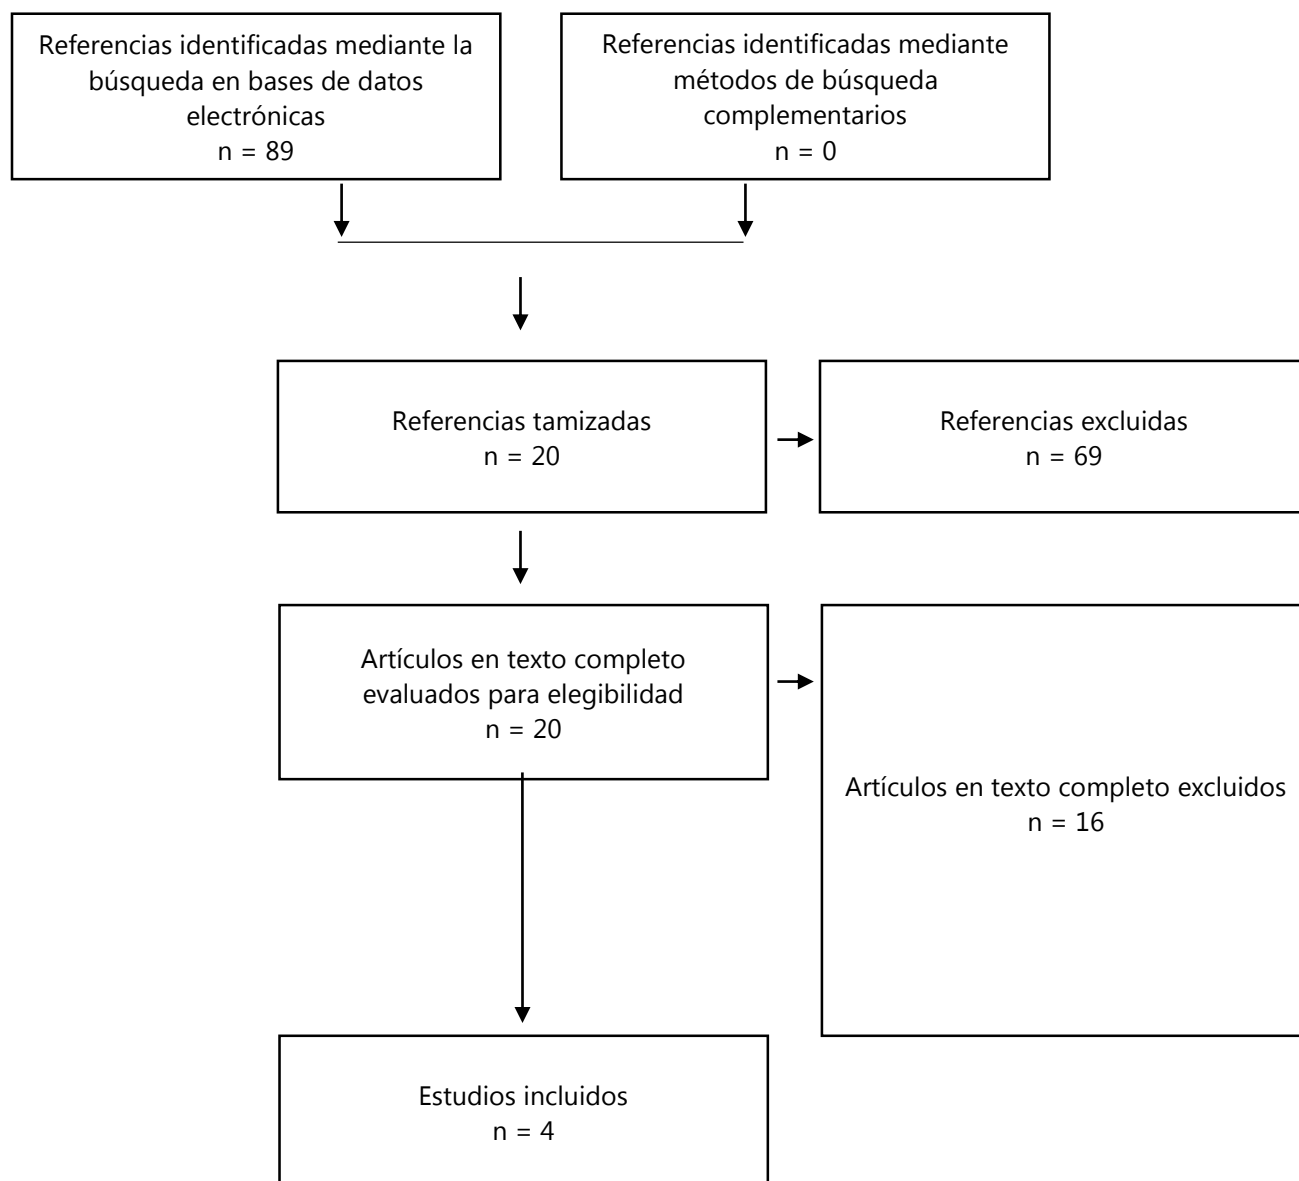 Referencias identificadas mediante la
búsqueda en bases de datos
electrónicas
n = 89
Referencias identificadas mediante
métodos de búsqueda
complementarios
n = 0
Referencias tamizadas
n = 20
Referencias excluidas
n = 69
Artículos en texto completo
evaluados para elegibilidad
n = 20
Artículos en texto completo excluidos
n = 16
Estudios incluidos
n = 4